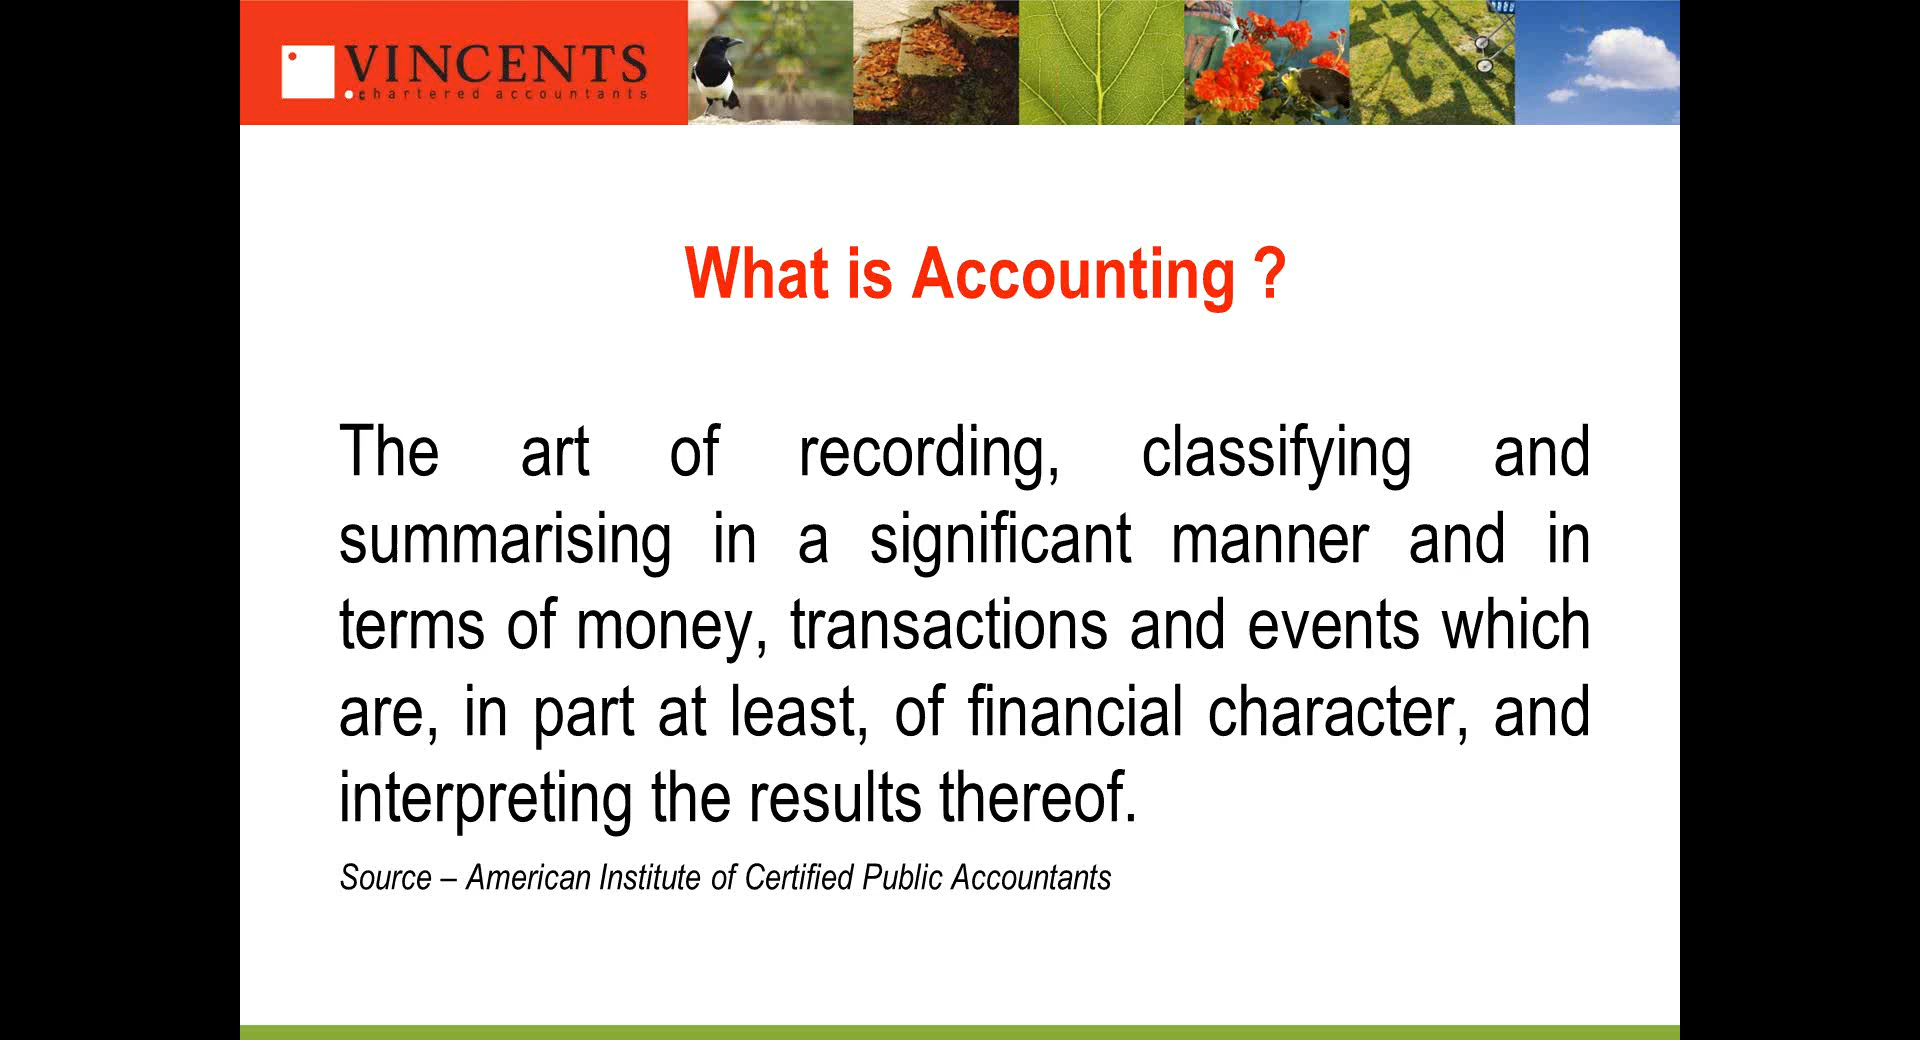 VINCENTS
chartered accountants
What is Accounting ?
The art of recording, classifying and
summarising in a significant manner and in
terms of money, transactions and events which
are, in part at least, of financial character, and
interpreting the results thereof.
Source – American Institute of Certified Public Accountants